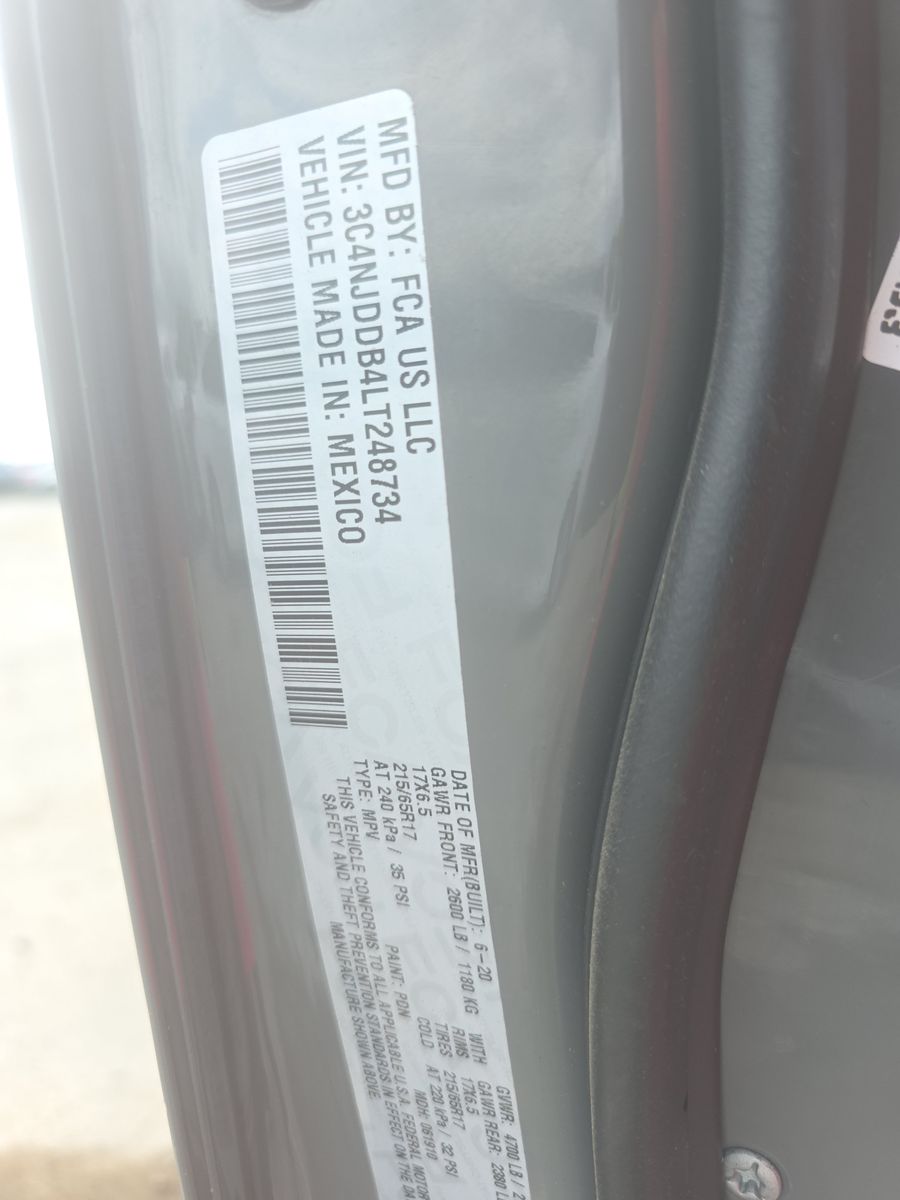 MFD BY: FCA US LLC
VIN: 3C4NJDDB4LT248734
VEHICLE MADE IN: MEXICO
DATE OF MFR(BUILT): 6-20 GVWR: 4700 LB /
GAWR FRONT: 2600 LB / 1180 KG WITH GAWR REAR: 2380
17X6.5 RIMS 17X6.5
215/65R17 TIRES 215/65R17
AT 240 kPa / 35 PSI COLD AT 220 kPa / 32 PSI
TYPE: MPV PAINT: PDN MDH: 061910
THIS VEHICLE CONFORMS TO ALL APPLICABLE U.S.A. FEDERAL MOTOR
SAFETY AND THEFT PREVENTION STANDARDS IN EFFECT ON THE
MANUFACTURE SHOWN ABOVE.